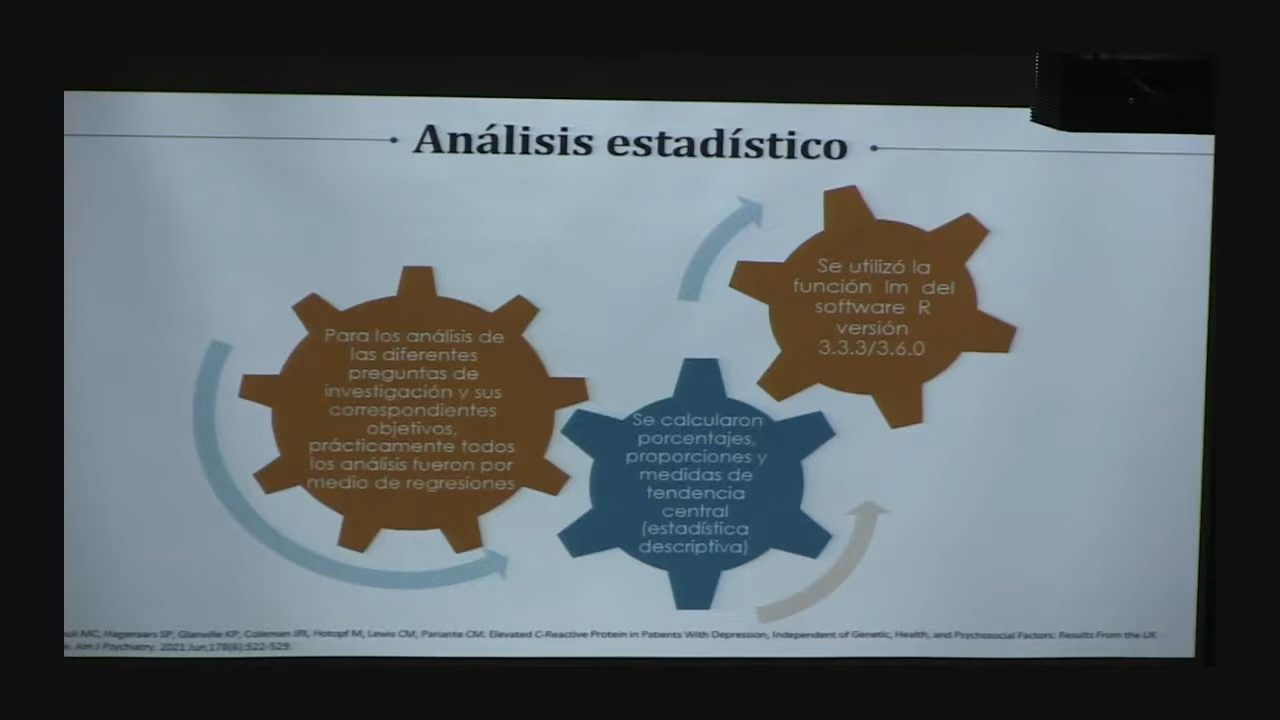 Análisis estadístico
Para los análisis de
las diferentes
preguntas de
investigación y sus
correspondientes
objetivos,
prácticamente todos
los análisis fueron por
medio de regresiones
Se calcularon
porcentajes,
proporciones y
medidas de
tendencia
central
(estadística
descriptiva)
Se utilizó la
función lm del
software R
versión
3.3.3/3.6.0
MC, Hagenaars SP, Glanville KP, Coleman JRI, Hotopf M, Lewis CM, Pariante CM. Elevated C-Reactive Protein in Patients With Depression, Independent of Genetic, Health, and Psychosocial Factors: Results From the UK
Am J Psychiatry. 2021 Jun;178(6):522-529.